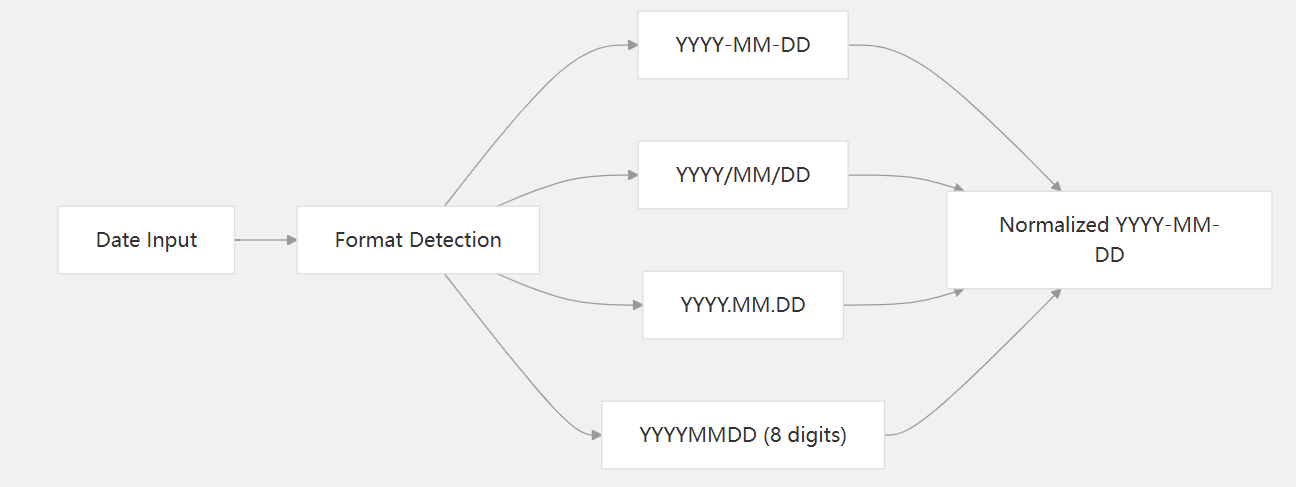 Date Input
Format Detection
YYYY-MM-DD
YYYY/MM/DD
YYYY.MM.DD
YYYYMMDD (8 digits)
Normalized YYYY-MM-
DD